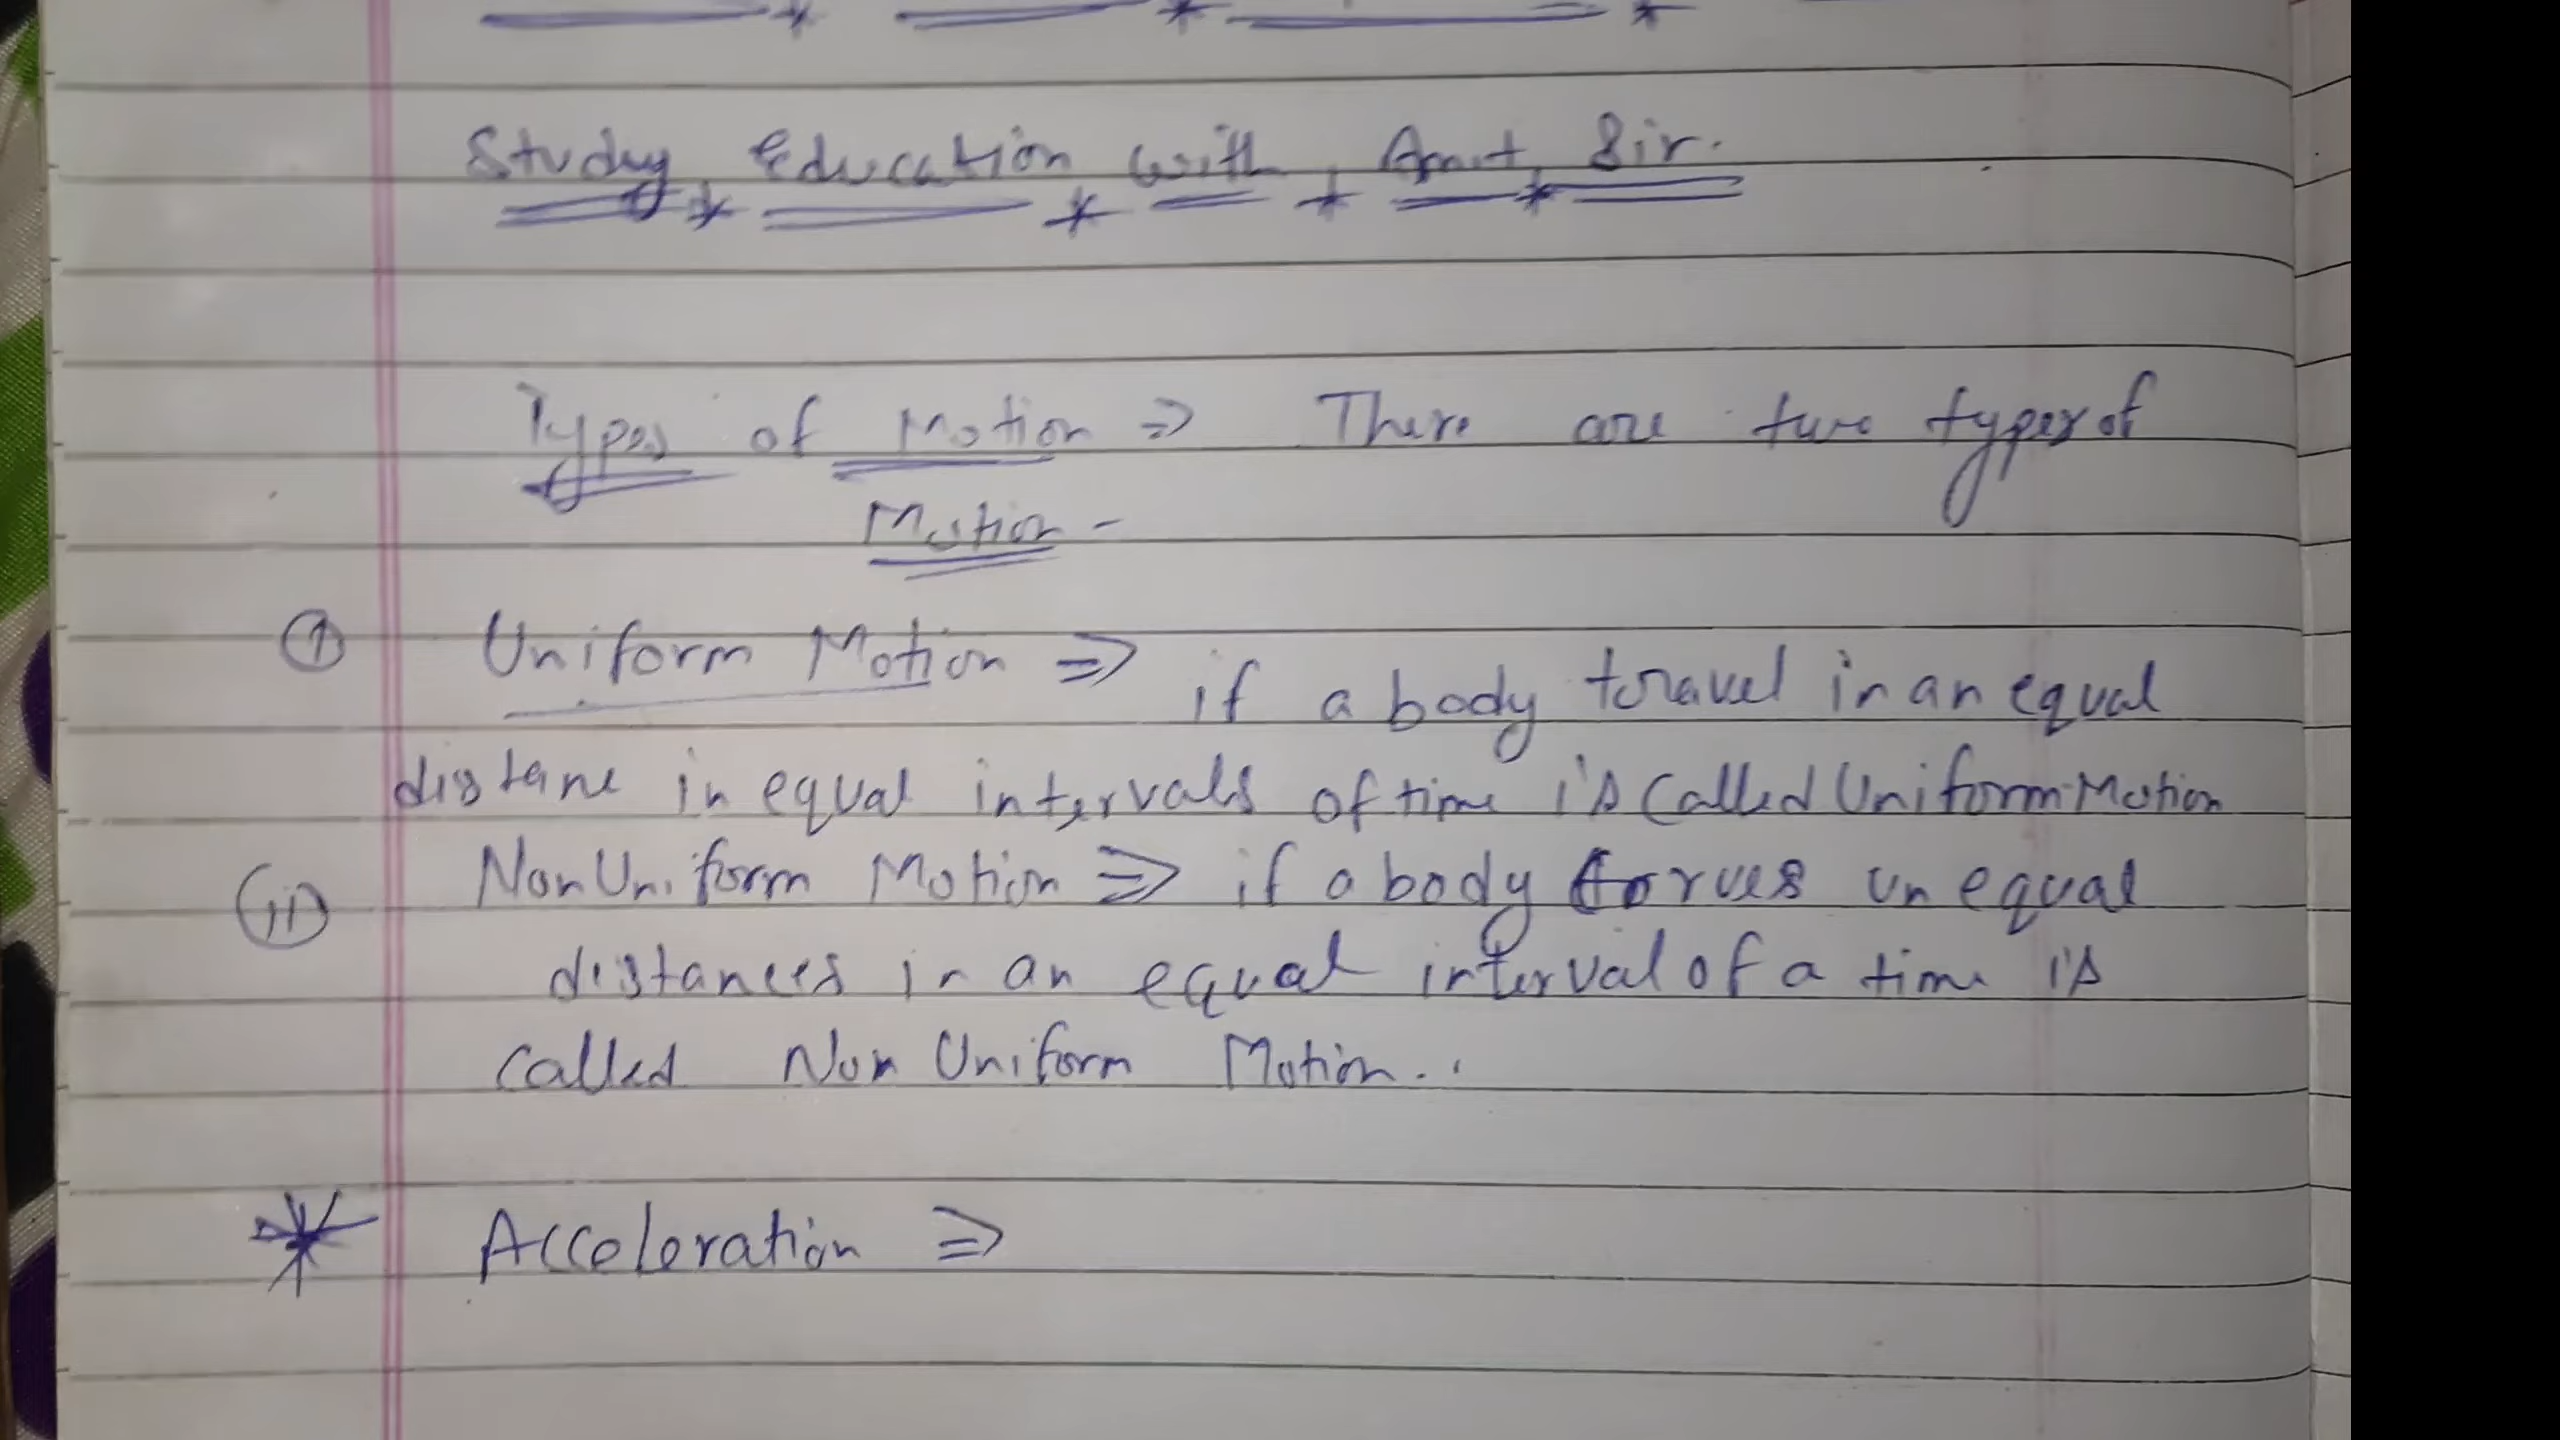 Study Education with Amit Sir.
Types of Motion ⇒ There are two types of
Motion -
(i) Uniform Motion ⇒ if a body travel in an equal
distane in equal intervals of time is called Uniform Motion
(ii) Non Uniform Motion ⇒ if a body unequal
distances in an equal interval of a time is
called Non Uniform Motion..
* Acceleration ⇒